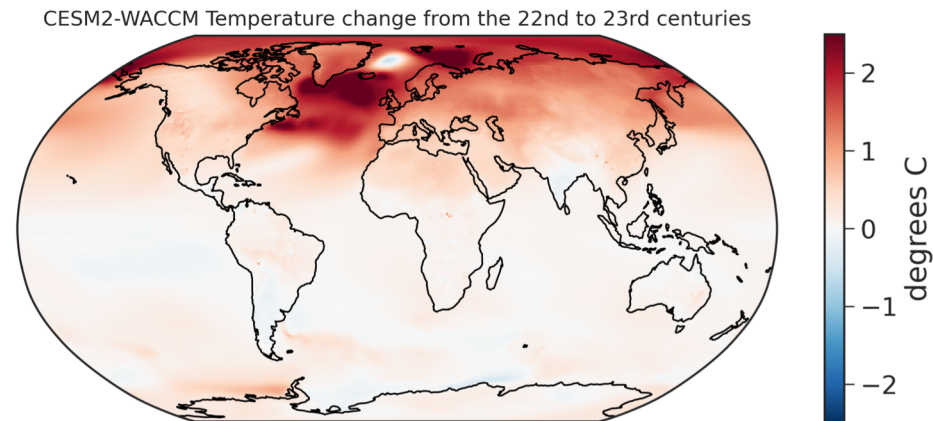 CESM2-WACCM Temperature change from the 22nd to 23rd centuries
2
1
0
−1
−2
degrees C